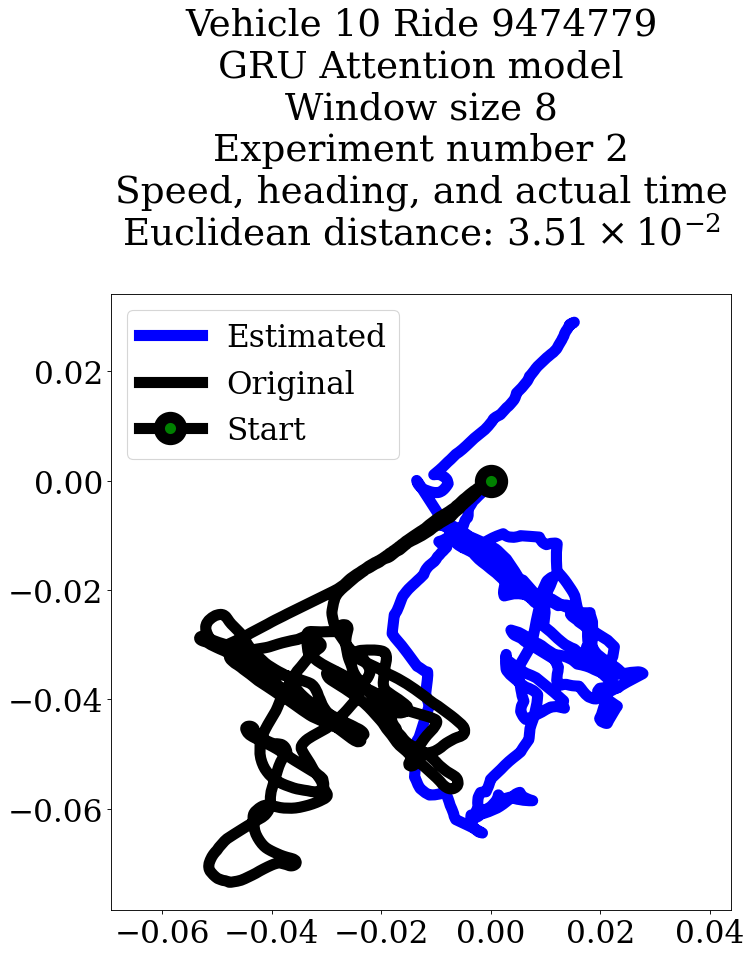 Vehicle 10 Ride 9474779
GRU Attention model
Window size 8
Experiment number 2
Speed, heading, and actual time
Euclidean distance: 3.51 × 10⁻²
Estimated
Original
Start
0.02
0.00
−0.02
−0.04
−0.06
−0.06 −0.04 −0.02 0.00 0.02 0.04